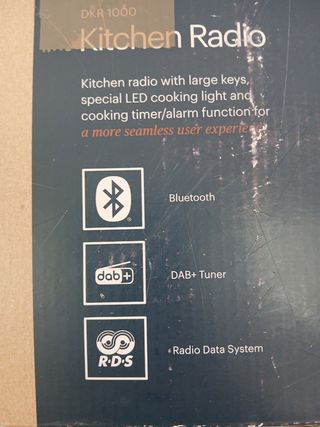 DKR 1000
Kitchen Radio
Kitchen radio with large keys,
special LED cooking light and
cooking timer/alarm function for
a more seamless user
Bluetooth
dab+
DAB+ Tuner
R·D·S
Radio Data System